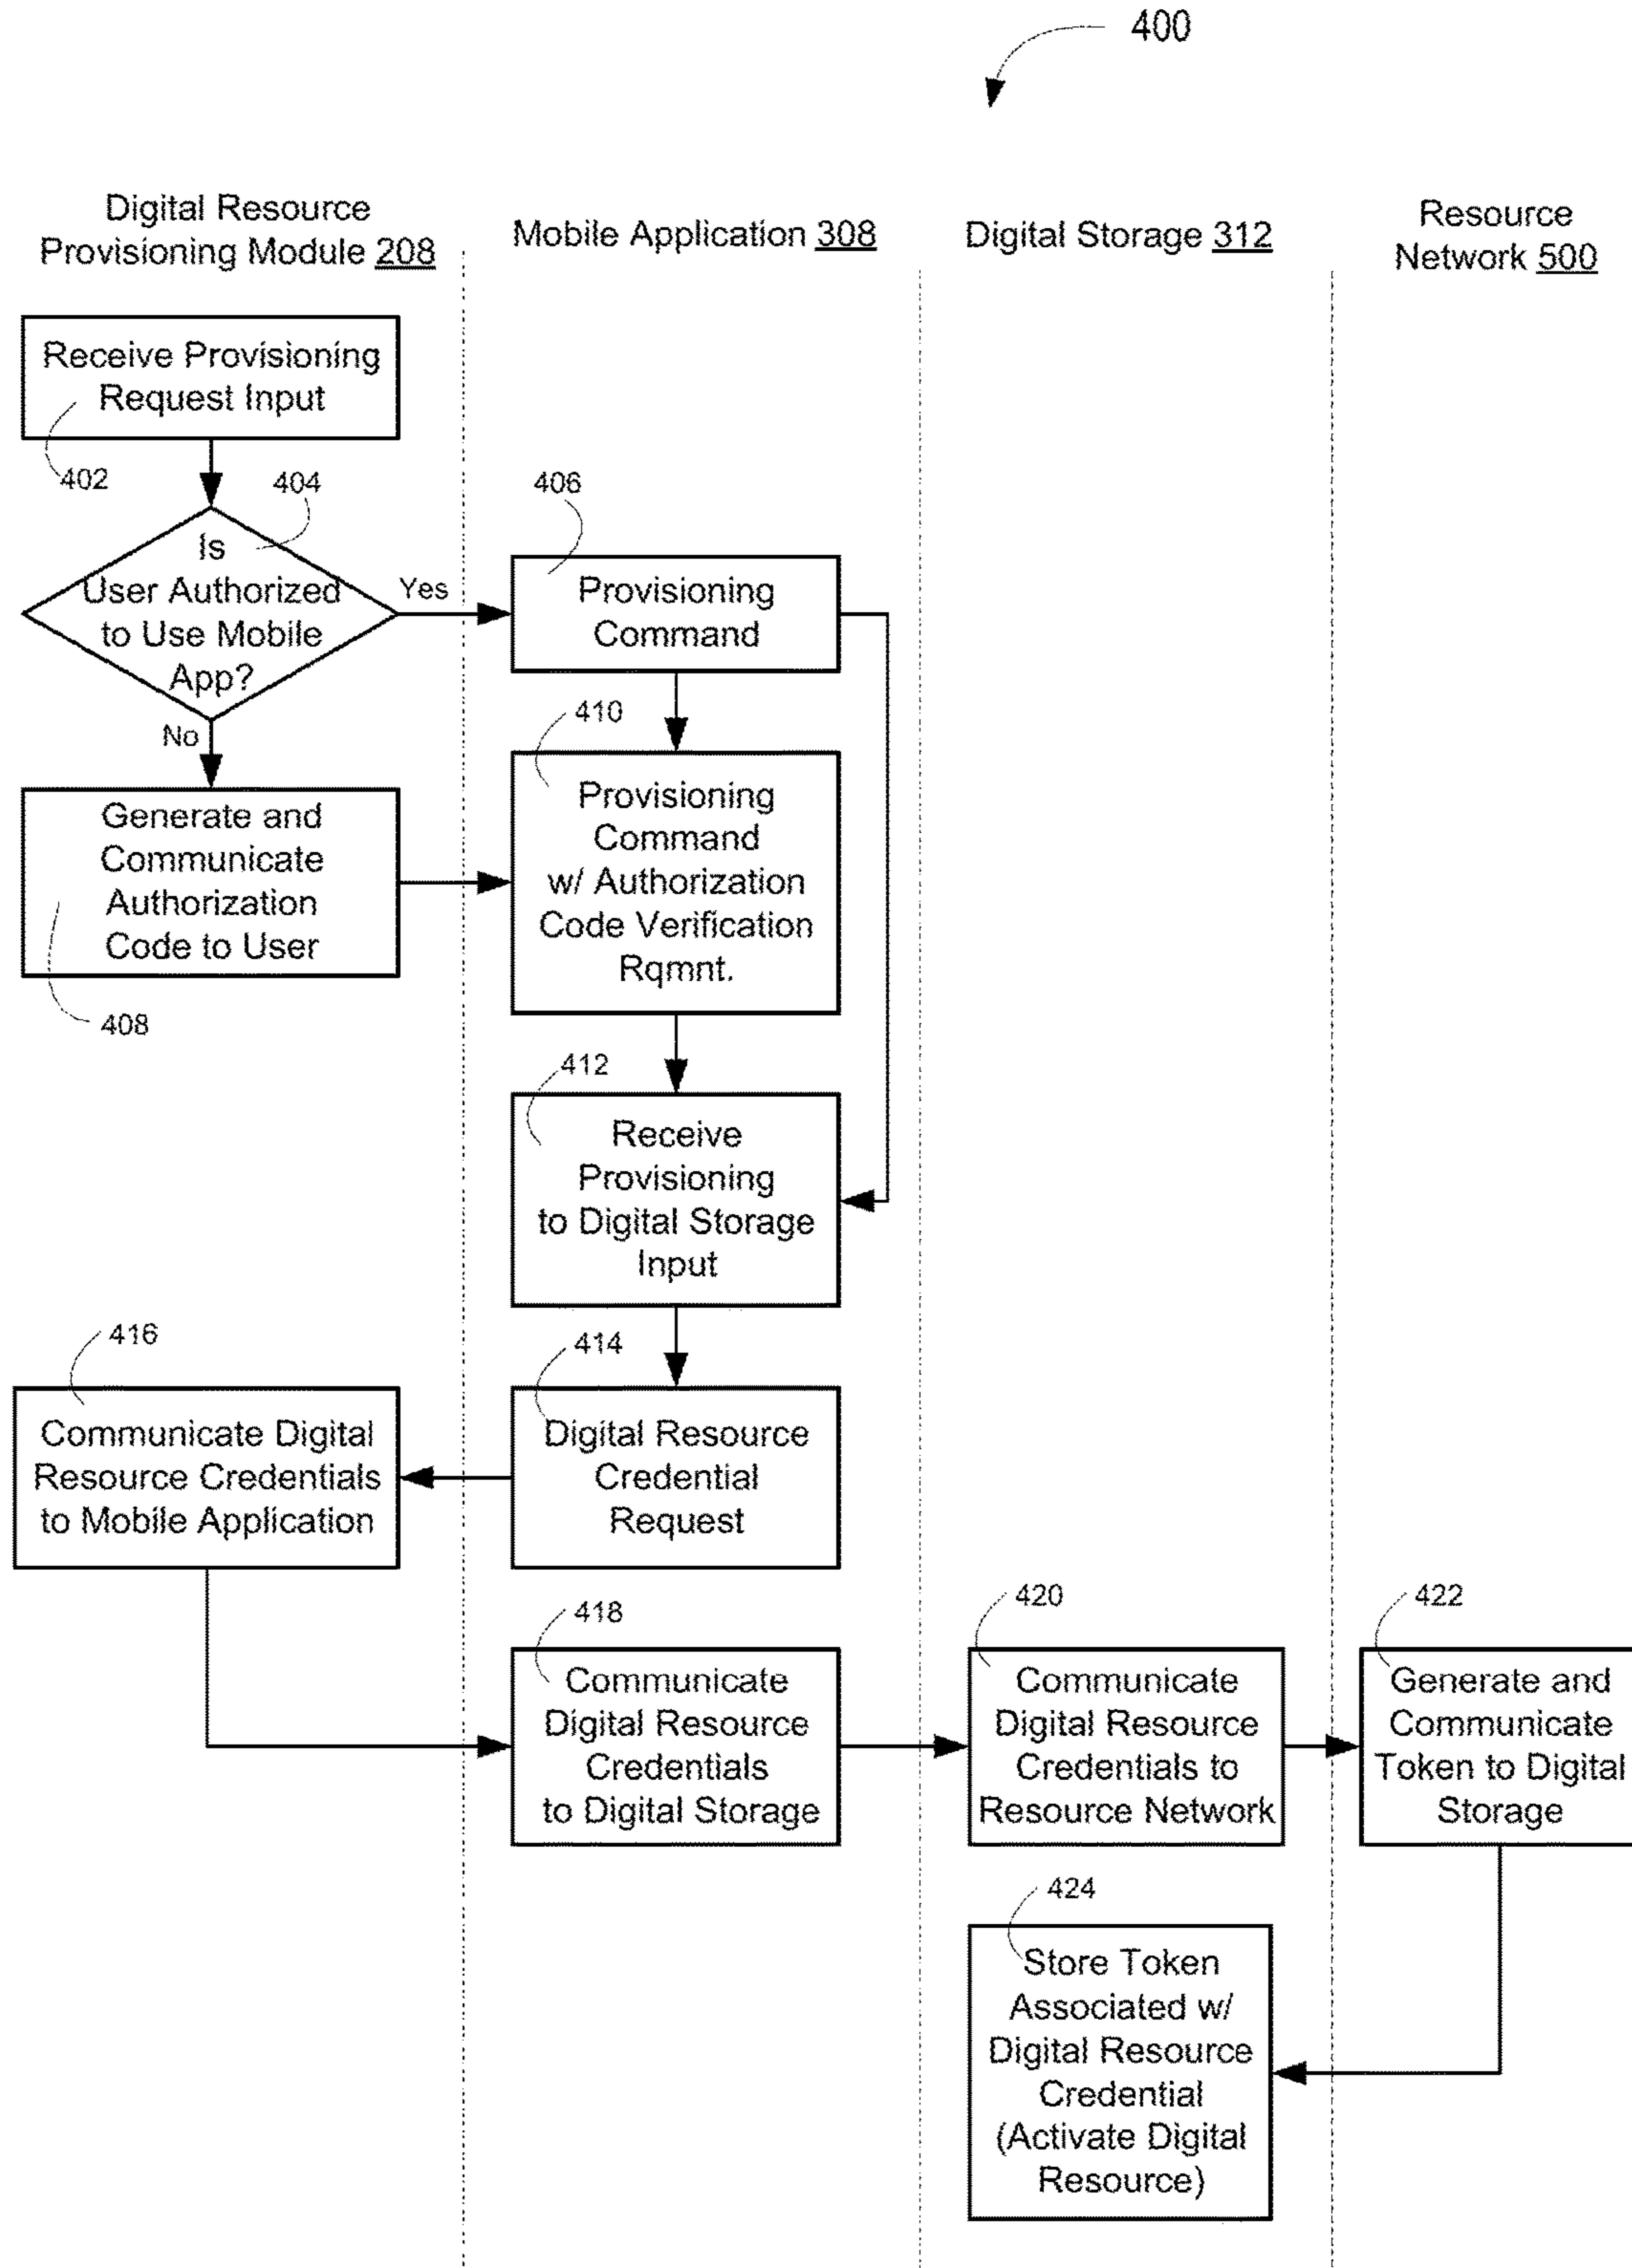 400
Digital Resource
Provisioning Module 208
Mobile Application 308
Digital Storage 312
Resource
Network 500
Receive Provisioning
Request Input
402
404
Is
User Authorized
to Use Mobile
App?
Yes
No
406
Provisioning
Command
410
Provisioning
Command
w/ Authorization
Code Verification
Rqmnt.
Generate and
Communicate
Authorization
Code to User
408
412
Receive
Provisioning
to Digital Storage
Input
416
Communicate Digital
Resource Credentials
to Mobile Application
414
Digital Resource
Credential
Request
418
Communicate
Digital Resource
Credentials
to Digital Storage
420
Communicate
Digital Resource
Credentials to
Resource Network
422
Generate and
Communicate
Token to Digital
Storage
424
Store Token
Associated w/
Digital Resource
Credential
(Activate Digital
Resource)